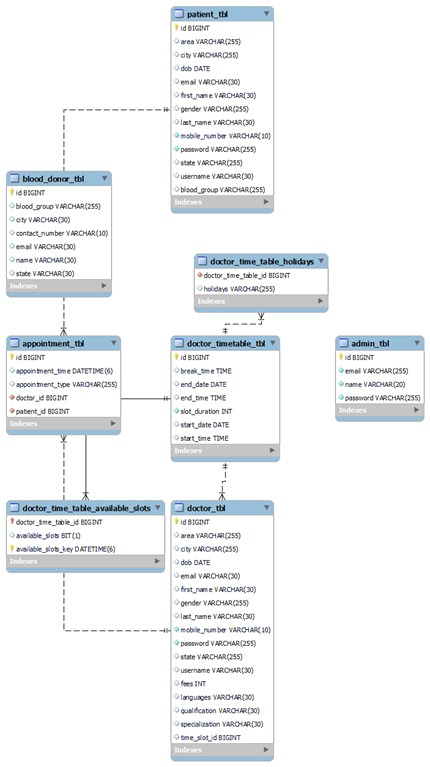 patient_tbl
id BIGINT
area VARCHAR(255)
city VARCHAR(255)
dob DATE
email VARCHAR(30)
first_name VARCHAR(30)
gender VARCHAR(255)
last_name VARCHAR(30)
mobile_number VARCHAR(10)
password VARCHAR(255)
state VARCHAR(255)
username VARCHAR(30)
blood_group VARCHAR(255)
Indexes
blood_donor_tbl
id BIGINT
blood_group VARCHAR(255)
city VARCHAR(30)
contact_number VARCHAR(10)
email VARCHAR(30)
name VARCHAR(30)
state VARCHAR(30)
Indexes
doctor_time_table_holidays
doctor_time_table_id BIGINT
holidays VARCHAR(255)
Indexes
appointment_tbl
id BIGINT
appointment_time DATETIME(6)
appointment_type VARCHAR(255)
doctor_id BIGINT
patient_id BIGINT
Indexes
doctor_timetable_tbl
id BIGINT
break_time TIME
end_date DATE
end_time TIME
slot_duration INT
start_date DATE
start_time TIME
Indexes
admin_tbl
id BIGINT
email VARCHAR(255)
name VARCHAR(20)
password VARCHAR(255)
Indexes
doctor_time_table_available_slots
doctor_time_table_id BIGINT
available_slots BIT(1)
available_slots_key DATETIME(6)
Indexes
doctor_tbl
id BIGINT
area VARCHAR(255)
city VARCHAR(255)
dob DATE
email VARCHAR(30)
first_name VARCHAR(30)
gender VARCHAR(255)
last_name VARCHAR(30)
mobile_number VARCHAR(10)
password VARCHAR(255)
state VARCHAR(255)
username VARCHAR(30)
fees INT
languages VARCHAR(30)
qualification VARCHAR(30)
specialization VARCHAR(30)
time_slot_id BIGINT
Indexes